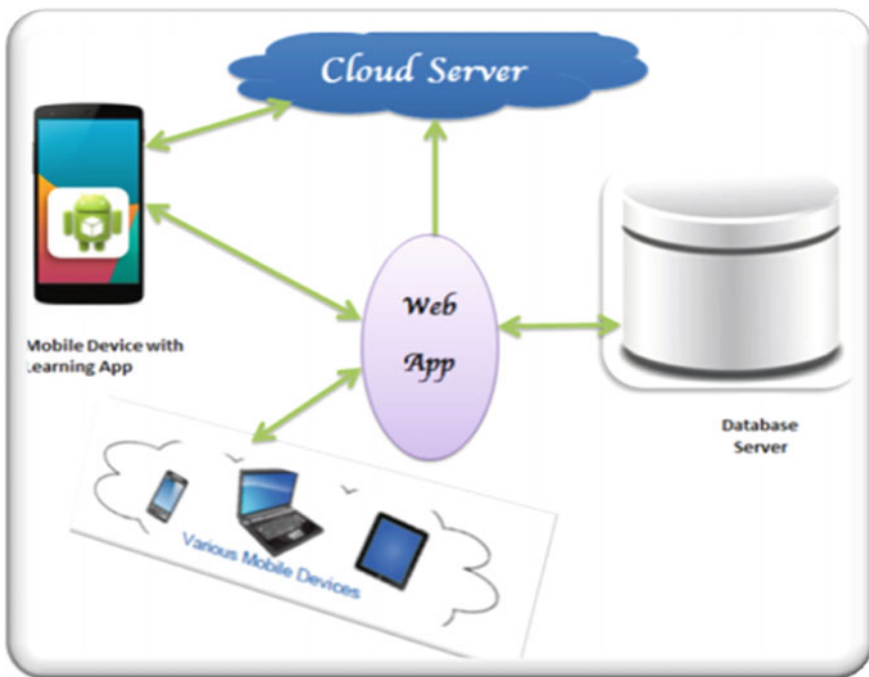 Cloud Server
Web
App
Mobile Device with
Learning App
Database
Server
Various Mobile Devices